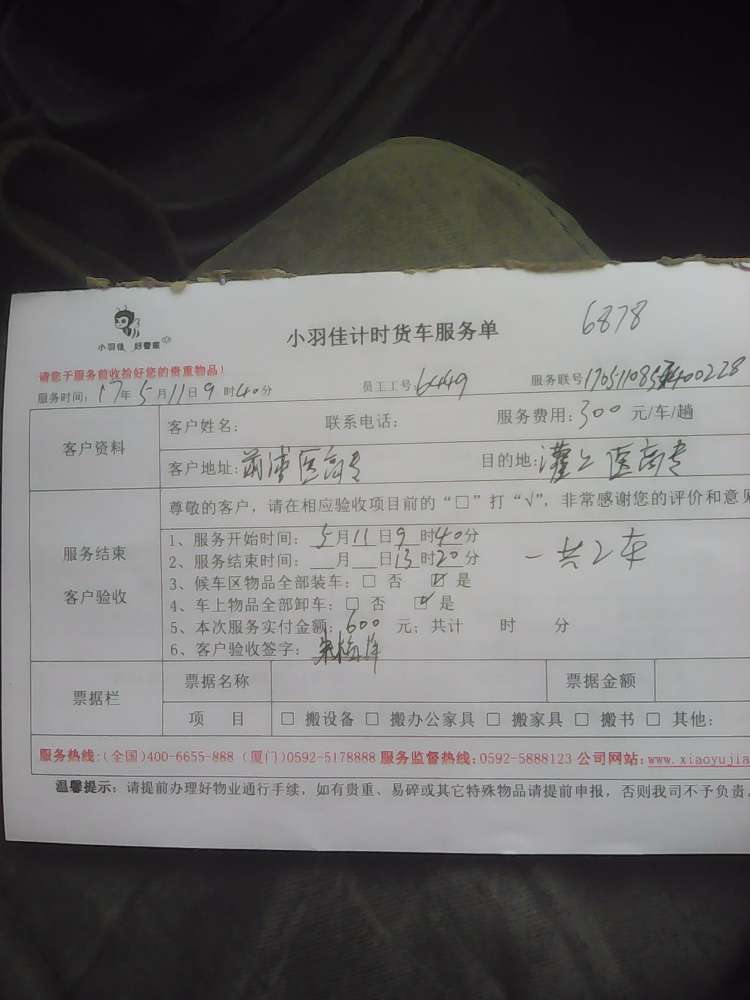 小羽佳 好管家
小羽佳计时货车服务单
6878
请您于服务前收拾好您的贵重物品!
服务时间: 17年 5月 11日 9 时40分 员工工号: 6449 服务联号
客户资料
客户姓名: 联系电话: 服务费用: 300 元/车/趟
客户地址: 前埔医高专 目的地: 灌口医高专
服务结束
客户验收
尊敬的客户, 请在相应验收项目前的“□”打“√”, 非常感谢您的评价和意见
1、服务开始时间: 5月11日9 时40分
2、服务结束时间: 月 日13时20分
一共2车
3、候车区物品全部装车: □ 否 ☑ 是
4、车上物品全部卸车: □ 否 ☑ 是
5、本次服务实付金额: 600 元; 共计 时 分
6、客户验收签字:
票据栏
票据名称 票据金额
项 目 □ 搬设备 □ 搬办公家具 □ 搬家具 □ 搬书 □ 其他:
服务热线:(全国)400-6655-888 (厦门)0592-5178888 服务监督热线:0592-5888123 公司网站:www.xiaoyujia
温馨提示: 请提前办理好物业通行手续, 如有贵重、易碎或其它特殊物品请提前申报, 否则我司不予负责。